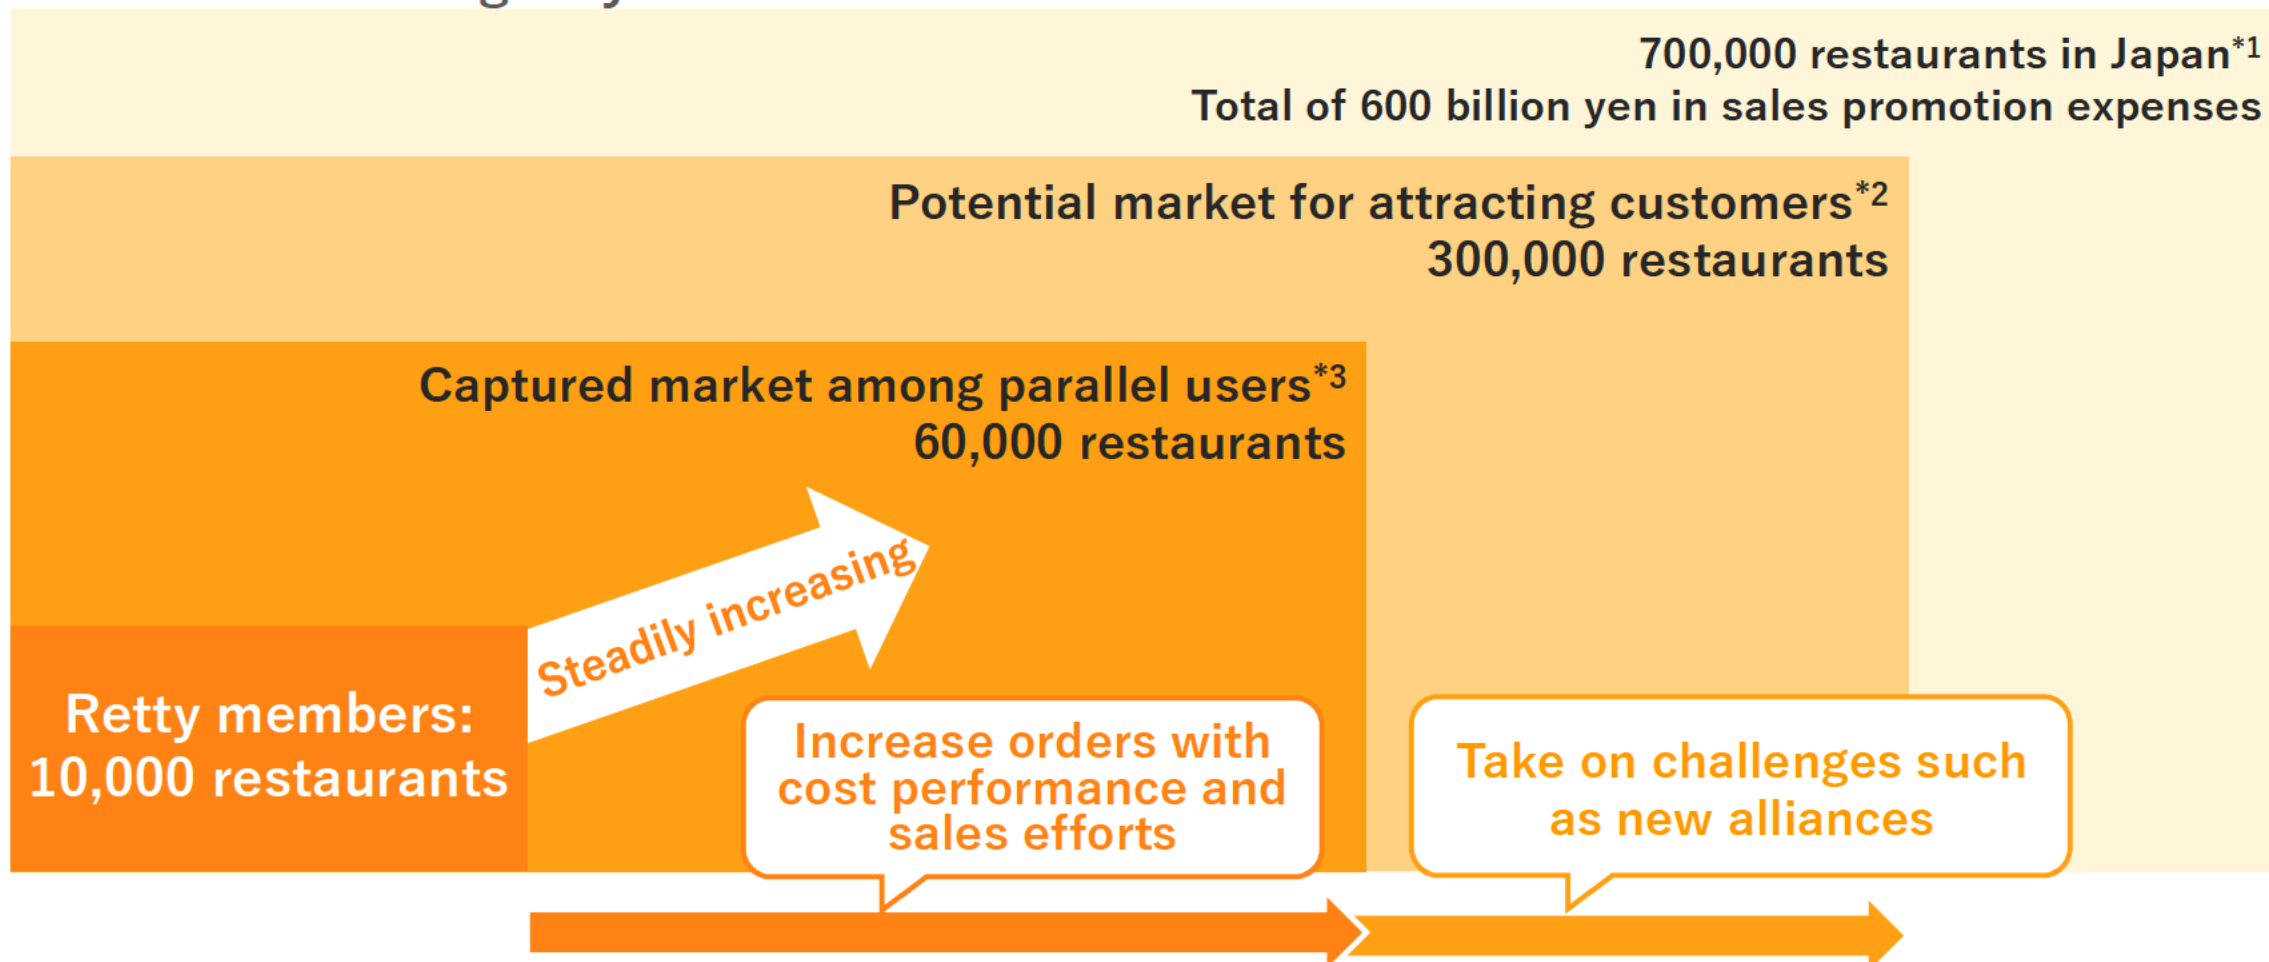 700,000 restaurants in Japan*1
Total of 600 billion yen in sales promotion expenses
Potential market for attracting customers*2
300,000 restaurants
Captured market among parallel users*3
60,000 restaurants
Steadily increasing
Retty members:
10,000 restaurants
Increase orders with
cost performance and
sales efforts
Take on challenges such
as new alliances